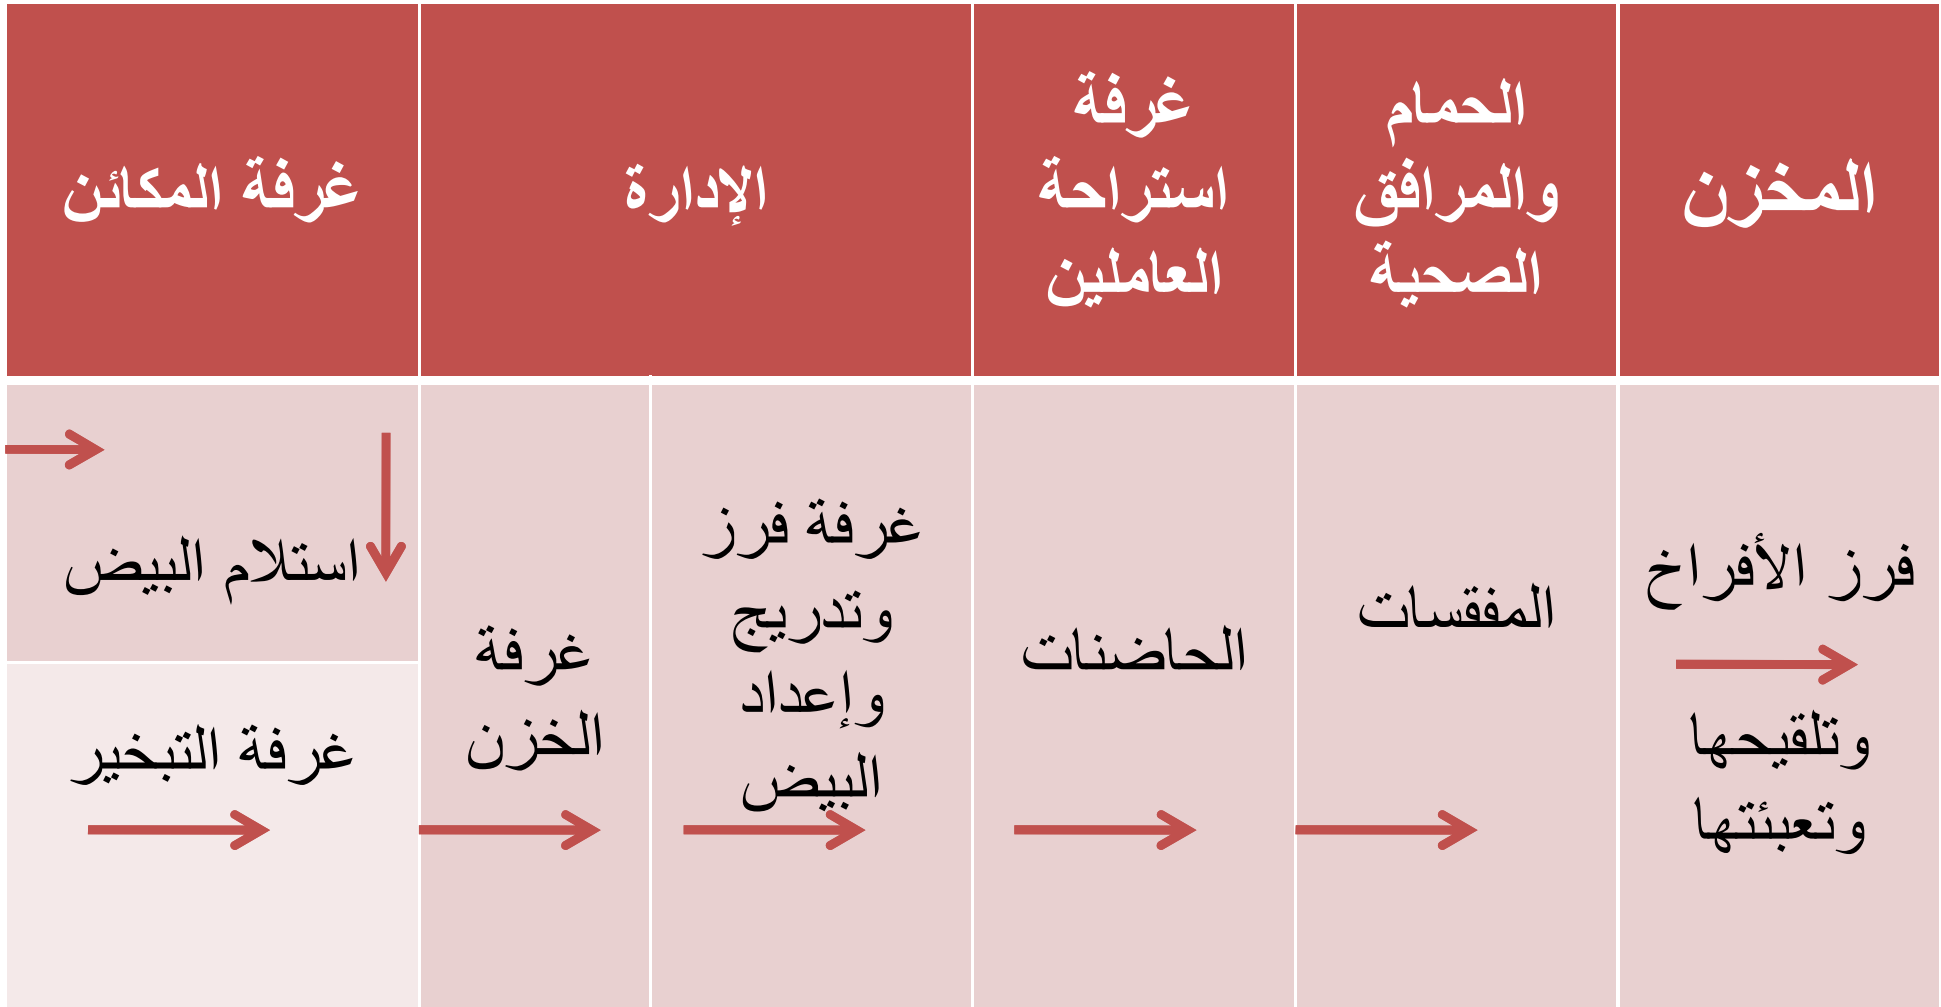 المخزن
الحمام
والمرافق
الصحية
غرفة
استراحة
العاملين
الإدارة
غرفة المكائن
فرز الأفراخ
وتلقيحها
وتعبئتها
المفقسات
الحاضنات
غرفة فرز
وتدريج
وإعداد
البيض
غرفة
الخزن
استلام البيض
غرفة التبخير